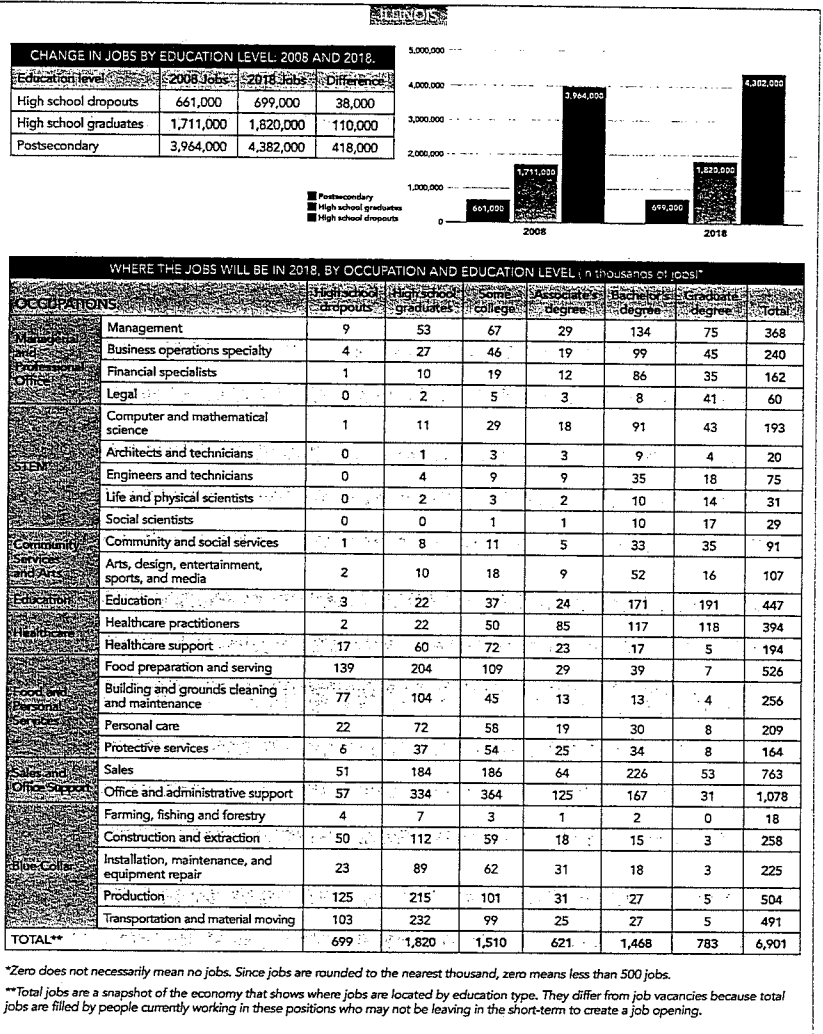 ILLINOIS
CHANGE IN JOBS BY EDUCATION LEVEL: 2008 AND 2018.
Education level 2008 Jobs 2018 Jobs Difference
High school dropouts 661,000 699,000 38,000
High school graduates 1,711,000 1,820,000 110,000
Postsecondary 3,964,000 4,382,000 418,000
5,000,000
4,000,000
3,000,000
2,000,000
1,000,000
0
661,000 1,711,000 3,964,000
699,000 1,820,000 4,382,000
2008 2018
Postsecondary
High school graduates
High school dropouts
WHERE THE JOBS WILL BE IN 2018, BY OCCUPATION AND EDUCATION LEVEL (in thousands of jobs)*
OCCUPATIONS High school dropouts High school graduates Some college Associate's degree Bachelor's degree Graduate degree Total
Managerial and Professional Office
Management 9 53 67 29 134 75 368
Business operations specialty 4 27 46 19 99 45 240
Financial specialists 1 10 19 12 86 35 162
Legal 0 2 5 3 8 41 60
STEM
Computer and mathematical science 1 11 29 18 91 43 193
Architects and technicians 0 1 3 3 9 4 20
Engineers and technicians 0 4 9 9 35 18 75
Life and physical scientists 0 2 3 2 10 14 31
Social scientists 0 0 1 1 10 17 29
Community Services and Arts
Community and social services 1 8 11 5 33 35 91
Arts, design, entertainment, sports, and media 2 10 18 9 52 16 107
Education
Education 3 22 37 24 171 191 447
Healthcare
Healthcare practitioners 2 22 50 85 117 118 394
Healthcare support 17 60 72 23 17 5 194
Food and Personal Services
Food preparation and serving 139 204 109 29 39 7 526
Building and grounds cleaning and maintenance 77 104 45 13 13 4 256
Personal care 22 72 58 19 30 8 209
Protective services 6 37 54 25 34 8 164
Sales and Office Support
Sales 51 184 186 64 226 53 763
Office and administrative support 57 334 364 125 167 31 1,078
Blue Collar
Farming, fishing and forestry 4 7 3 1 2 0 18
Construction and extraction 50 112 59 18 15 3 258
Installation, maintenance, and equipment repair 23 89 62 31 18 3 225
Production 125 215 101 31 27 5 504
Transportation and material moving 103 232 99 25 27 5 491
TOTAL** 699 1,820 1,510 621 1,468 783 6,901
*Zero does not necessarily mean no jobs. Since jobs are rounded to the nearest thousand, zero means less than 500 jobs.
**Total jobs are a snapshot of the economy that shows where jobs are located by education type. They differ from job vacancies because total
jobs are filled by people currently working in these positions who may not be leaving in the short-term to create a job opening.